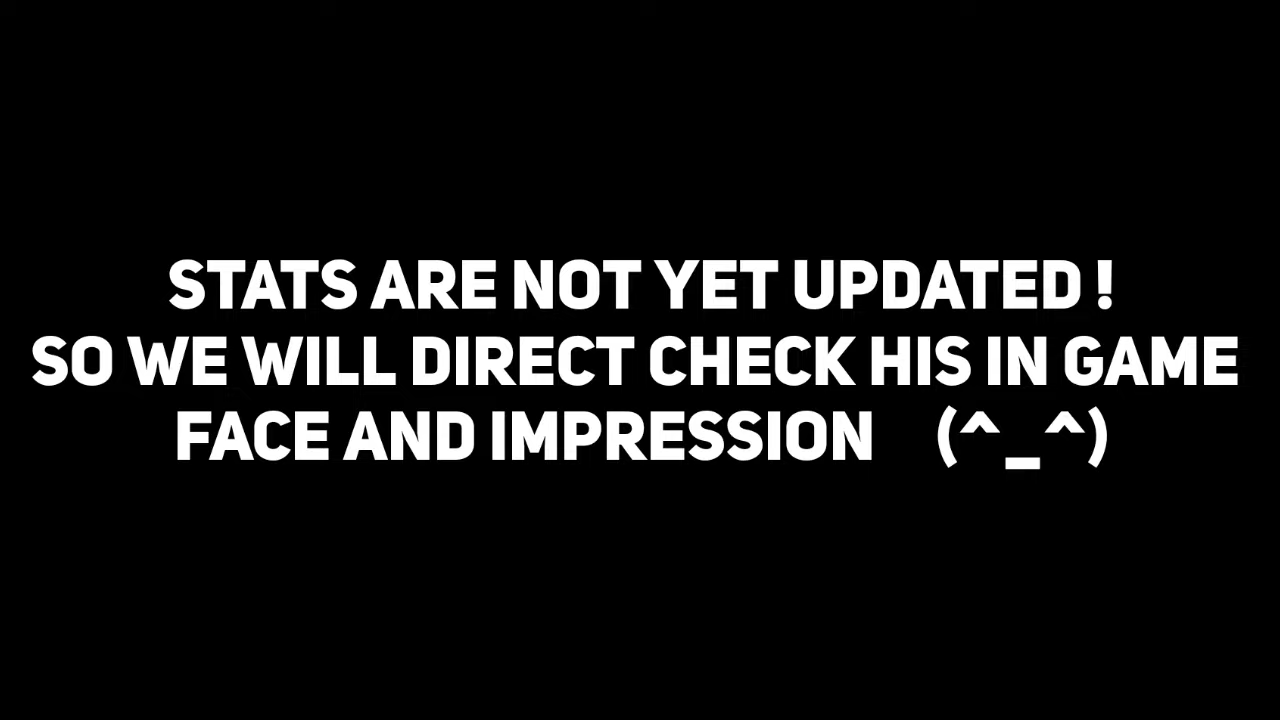 STATS ARE NOT YET UPDATED !
SO WE WILL DIRECT CHECK HIS IN GAME
FACE AND IMPRESSION (^_^)